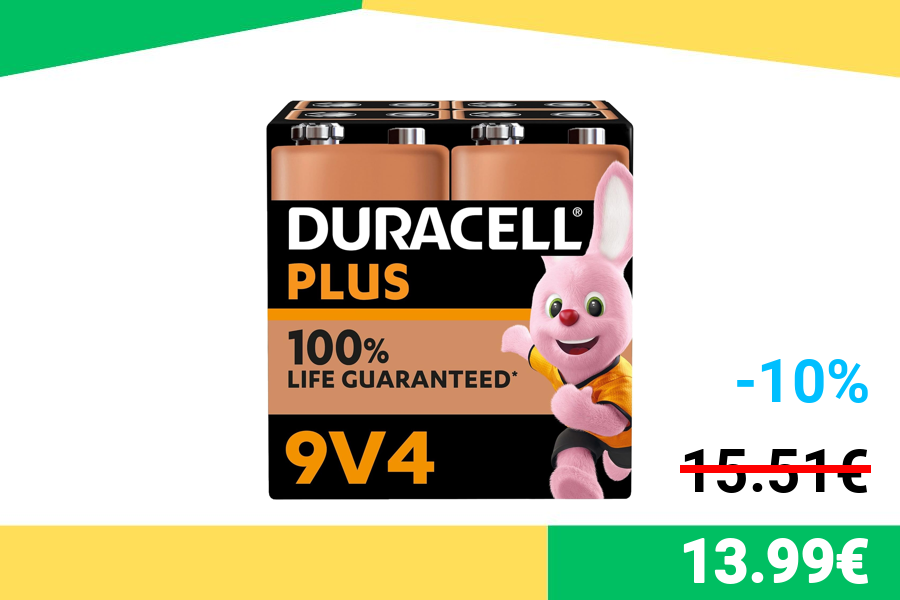 DURACELL®
PLUS
100%
LIFE GUARANTEED*
9V4
-10%
15.51€
13.99€